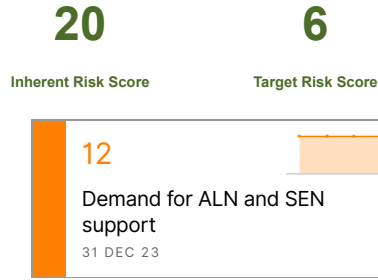 20 6
Inherent Risk Score Target Risk Score
12
Demand for ALN and SEN
support
31 DEC 23